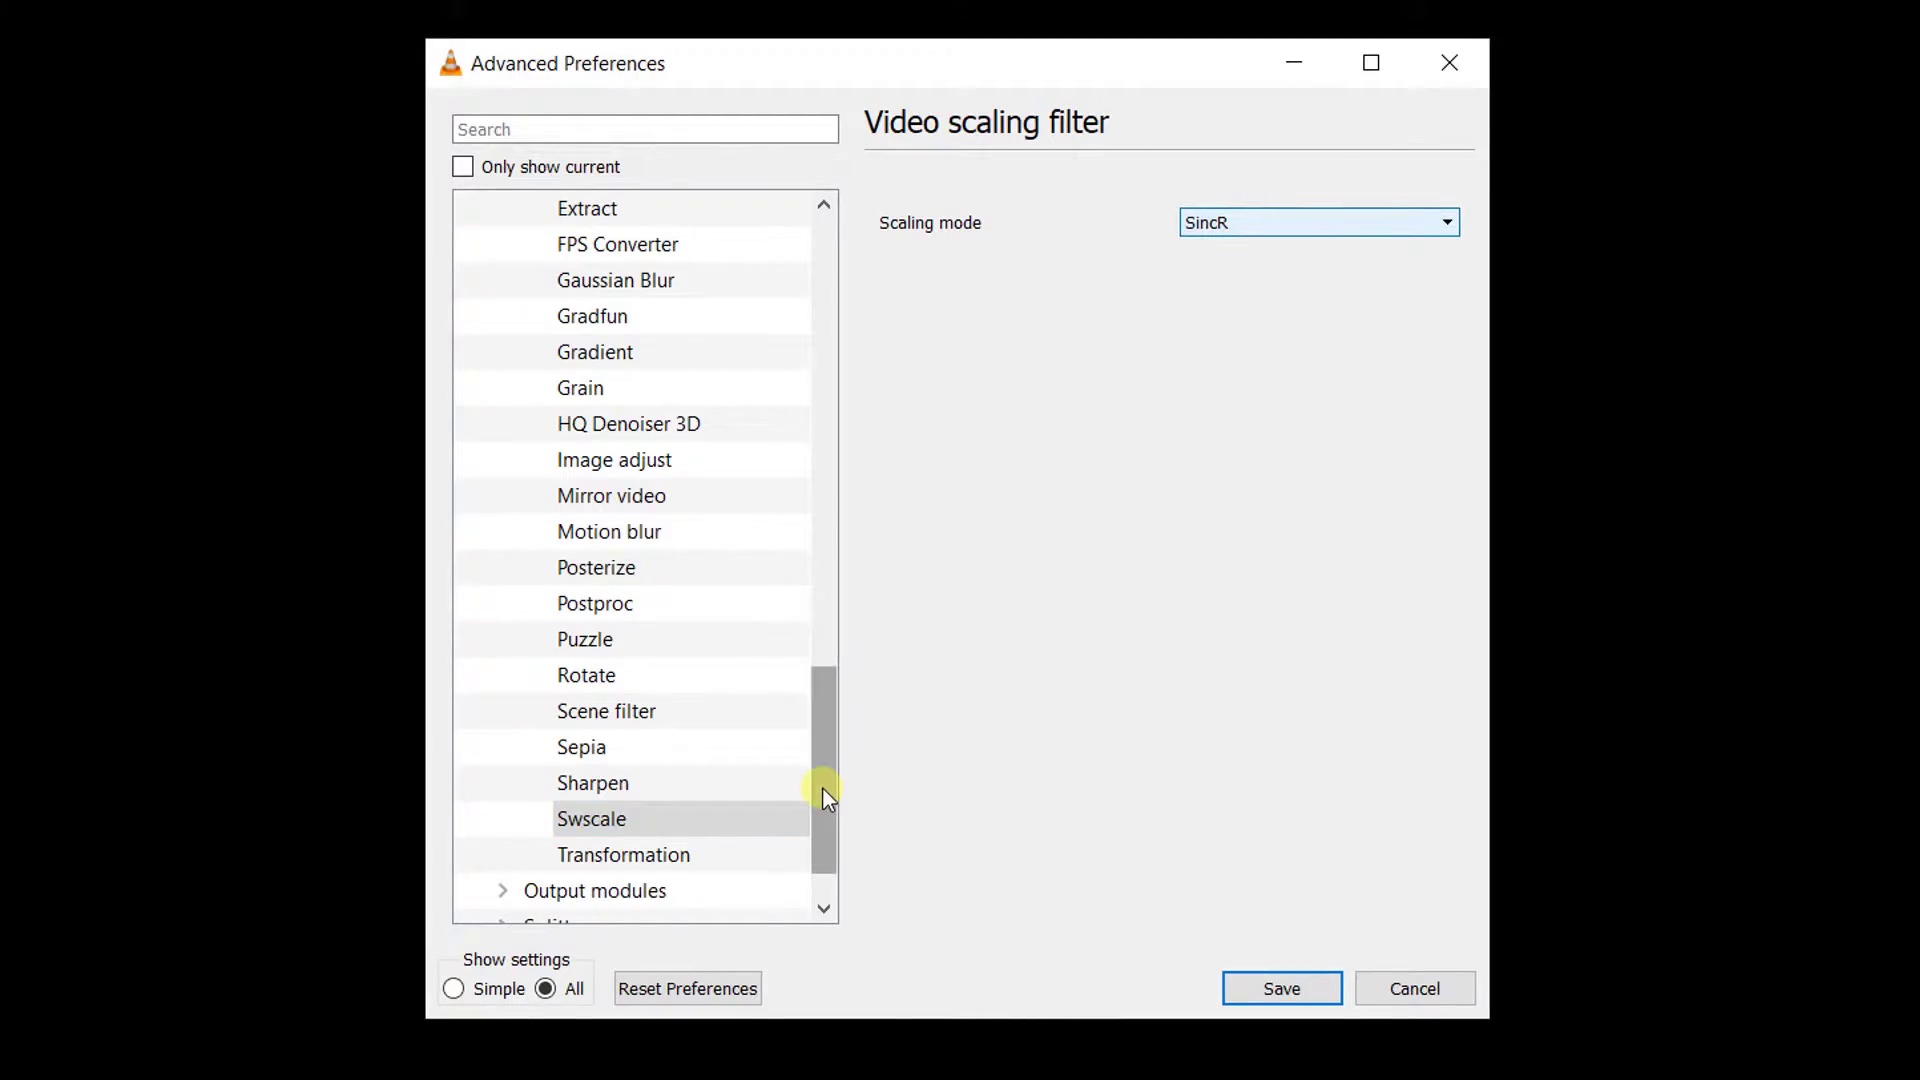 Advanced Preferences
Search
Only show current
Extract
FPS Converter
Gaussian Blur
Gradfun
Gradient
Grain
HQ Denoiser 3D
Image adjust
Mirror video
Motion blur
Posterize
Postproc
Puzzle
Rotate
Scene filter
Sepia
Sharpen
Swscale
Transformation
Output modules
Video scaling filter
Scaling mode
SincR
Show settings
Simple
All
Reset Preferences
Save
Cancel